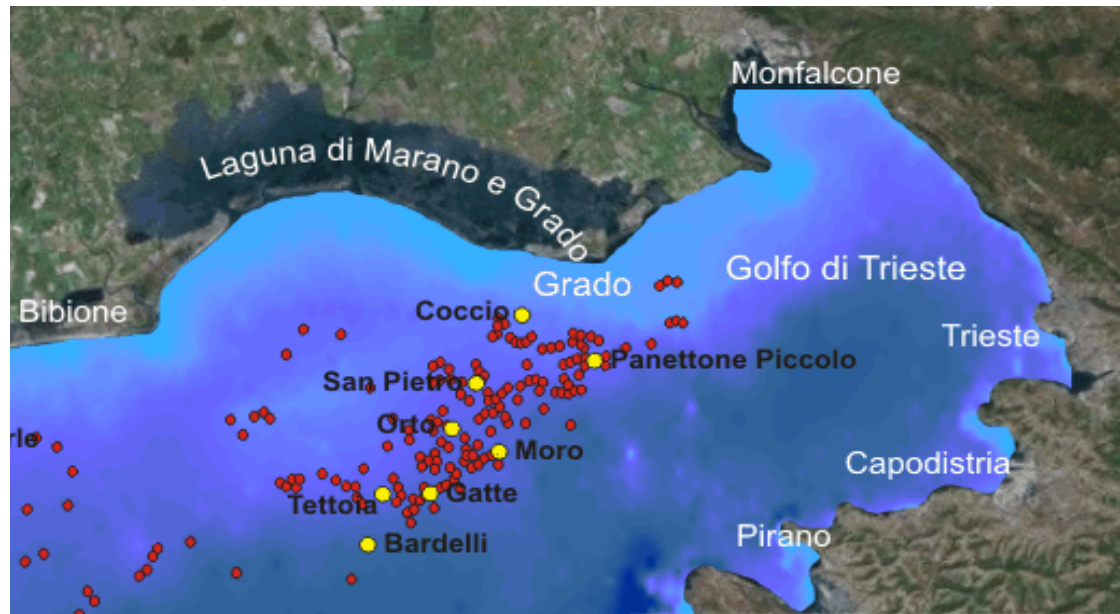 Monfalcone
Laguna di Marano e Grado
Golfo di Trieste
Grado
Bibione
Coccio
Trieste
Panettone Piccolo
San Pietro
Orto
rle
Moro
Capodistria
Tettoia
Gatte
Pirano
Bardelli